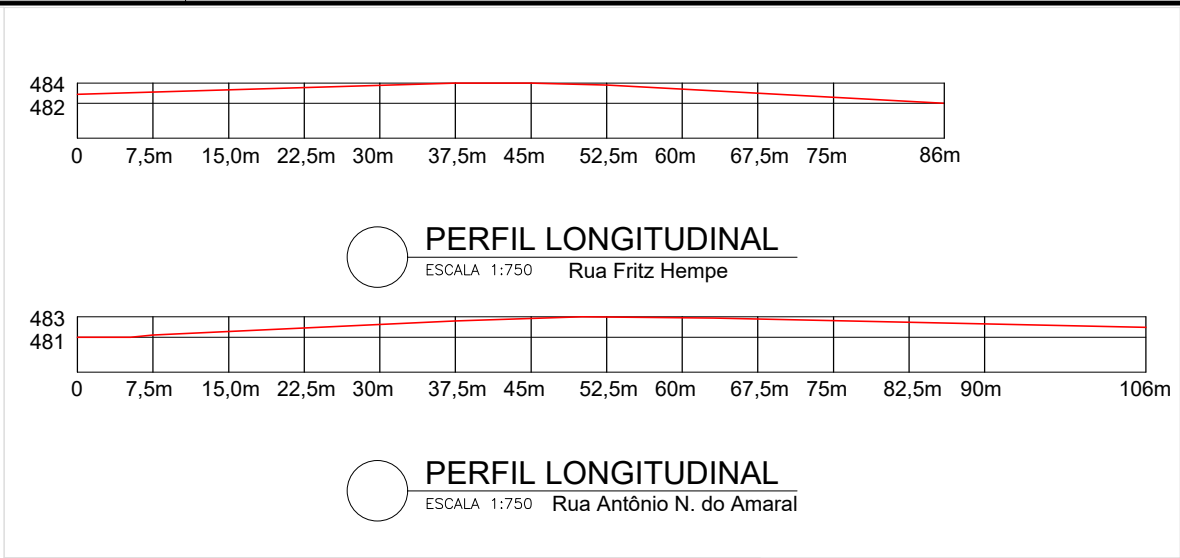 484
482
0 7,5m 15,0m 22,5m 30m 37,5m 45m 52,5m 60m 67,5m 75m 86m
PERFIL LONGITUDINAL
ESCALA 1:750 Rua Fritz Hempe
483
481
0 7,5m 15,0m 22,5m 30m 37,5m 45m 52,5m 60m 67,5m 75m 82,5m 90m 106m
PERFIL LONGITUDINAL
ESCALA 1:750 Rua Antônio N. do Amaral